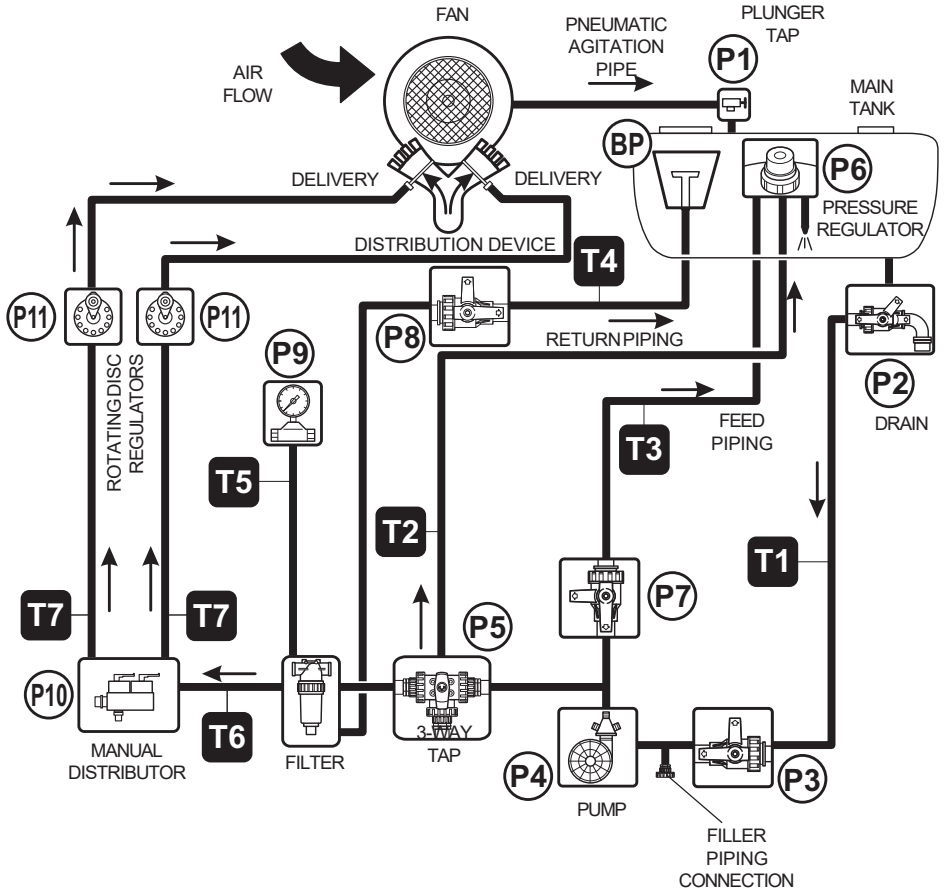 FAN
PNEUMATIC
AGITATION
PIPE
PLUNGER
TAP
P1
AIR
FLOW
MAIN
TANK
BP
P6
DELIVERY
DELIVERY
PRESSURE
REGULATOR
DISTRIBUTION DEVICE
T4
P11
P11
P8
RETURN PIPING
P9
P2
DRAIN
ROTATING DISC
REGULATORS
FEED
PIPING
T3
T5
T2
T1
P7
T7
T7
P5
P10
T6
3-WAY
TAP
MANUAL
DISTRIBUTOR
FILTER
P4
P3
PUMP
FILLER
PIPING
CONNECTION